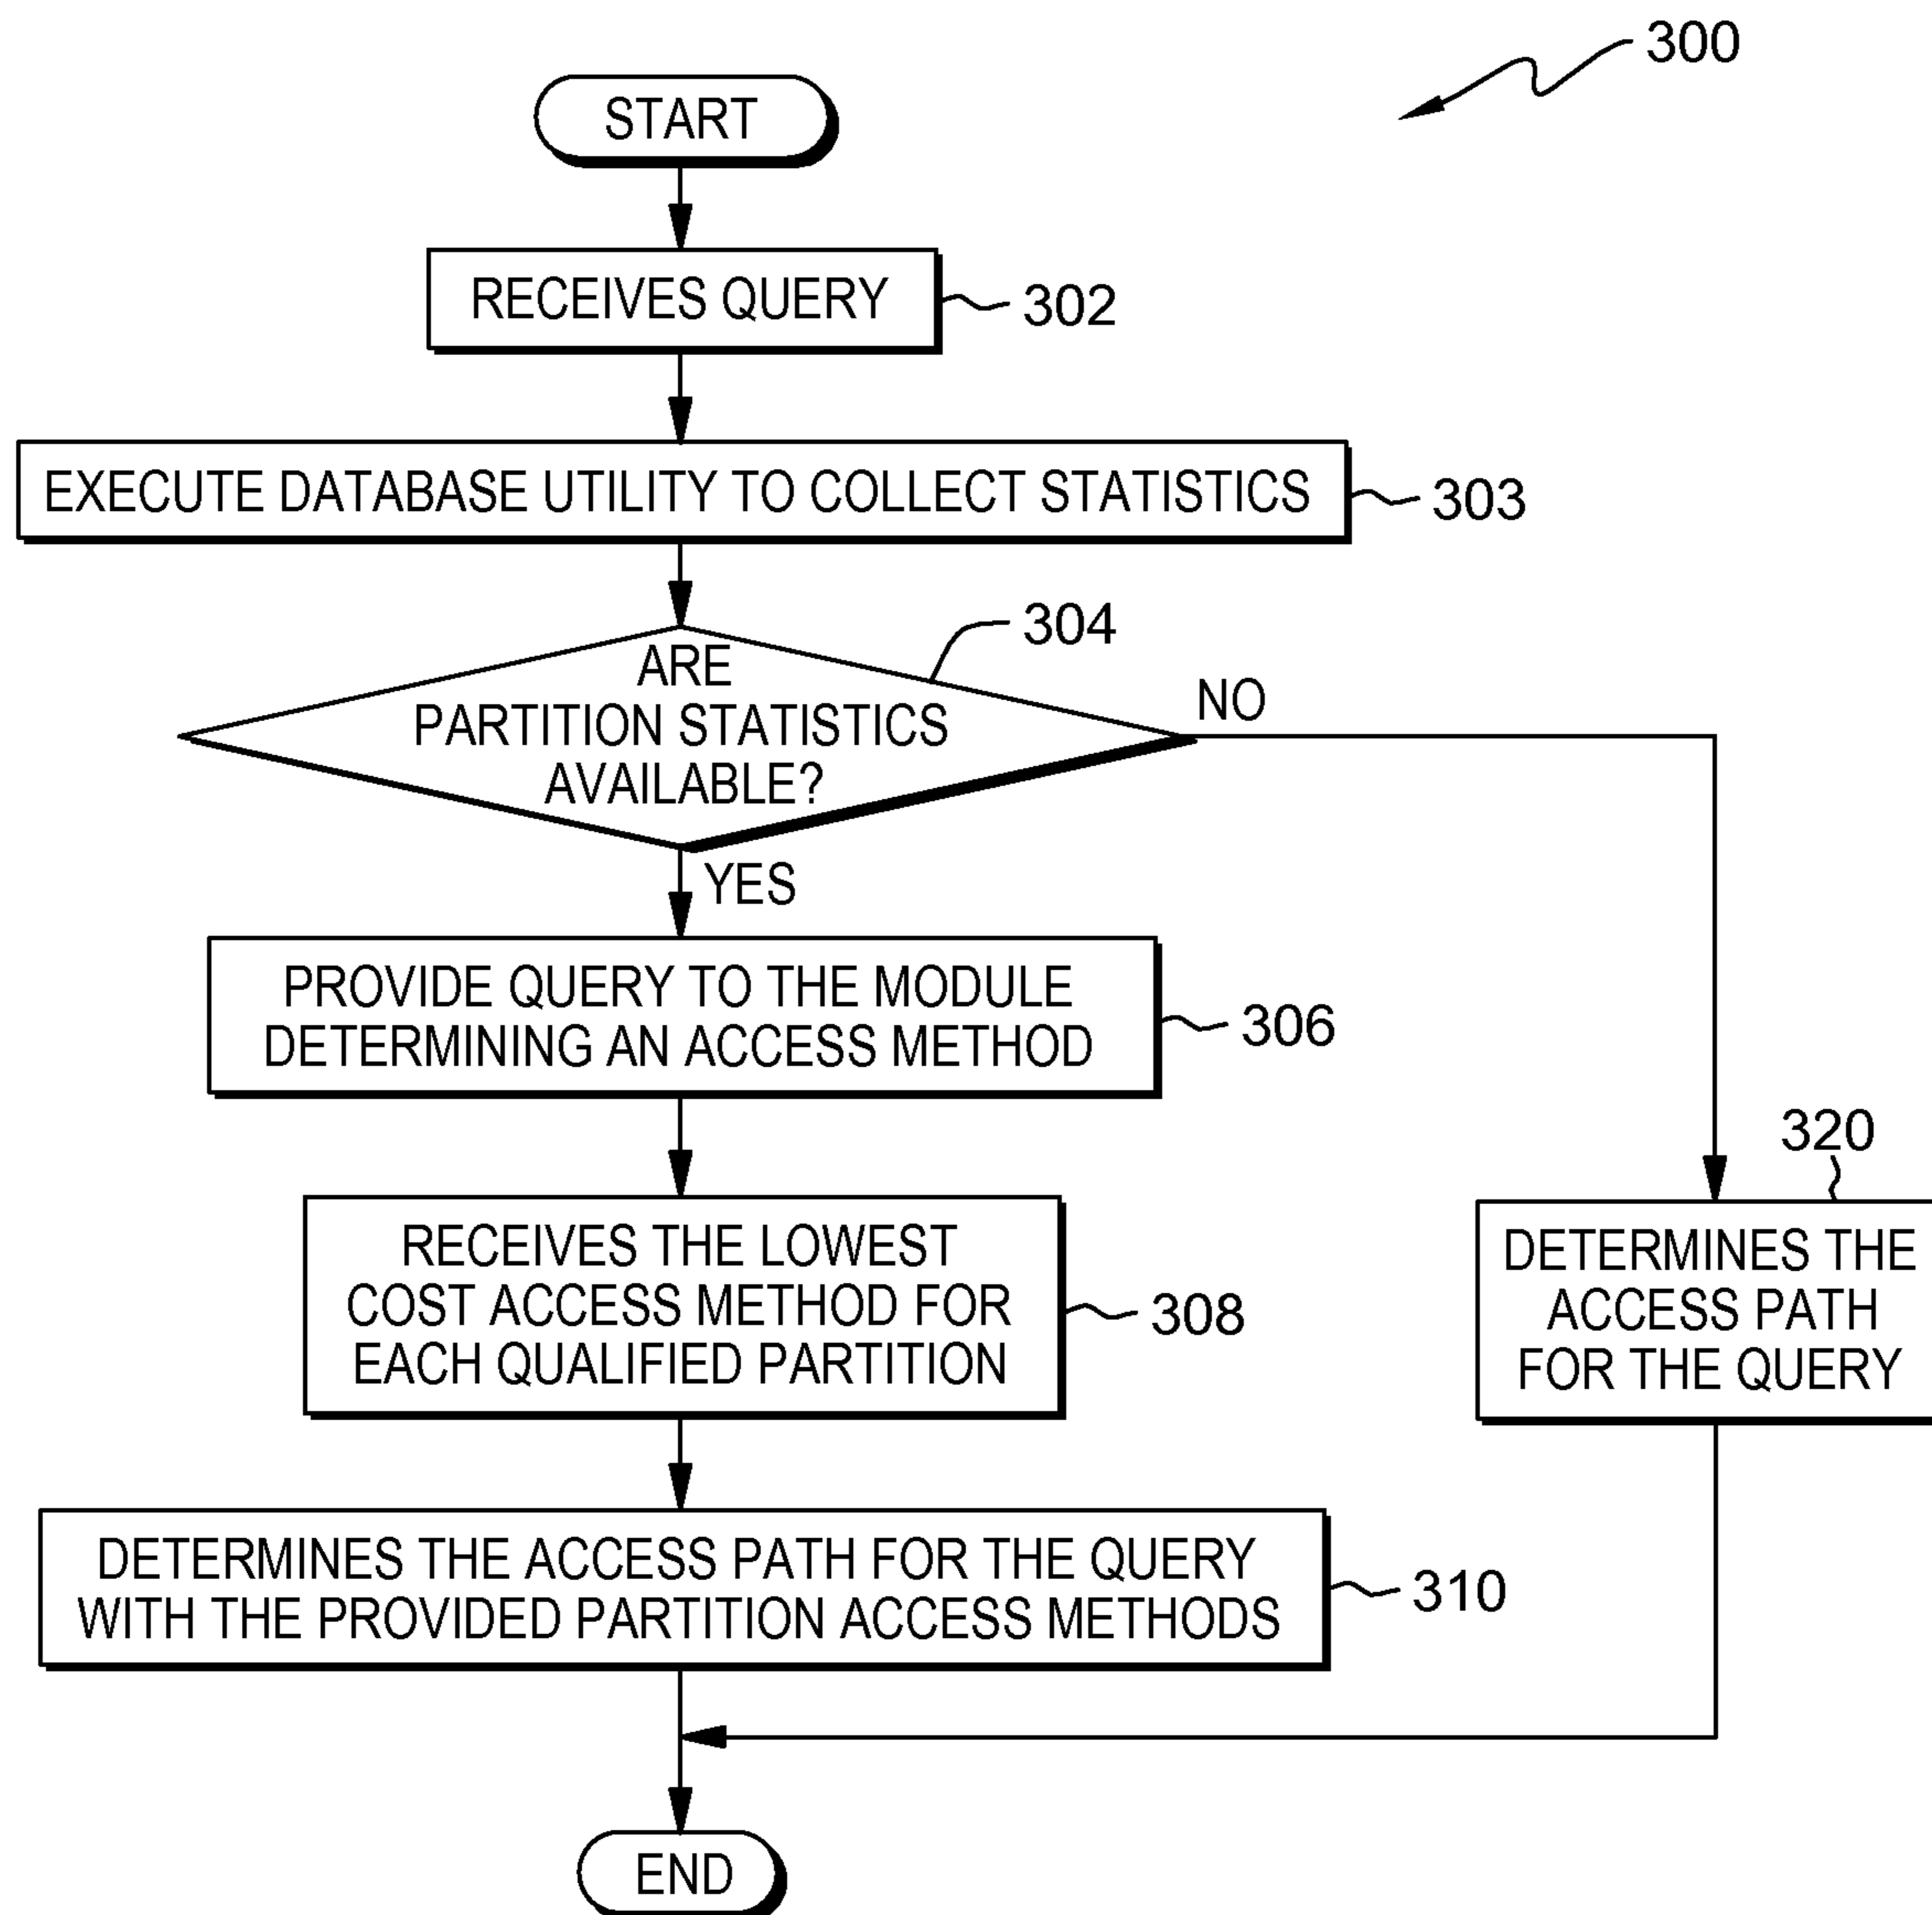 300
START
RECEIVES QUERY
302
EXECUTE DATABASE UTILITY TO COLLECT STATISTICS
303
304
ARE
PARTITION STATISTICS
AVAILABLE?
NO
YES
PROVIDE QUERY TO THE MODULE
DETERMINING AN ACCESS METHOD
306
RECEIVES THE LOWEST
COST ACCESS METHOD FOR
EACH QUALIFIED PARTITION
308
320
DETERMINES THE
ACCESS PATH
FOR THE QUERY
DETERMINES THE ACCESS PATH FOR THE QUERY
WITH THE PROVIDED PARTITION ACCESS METHODS
310
END